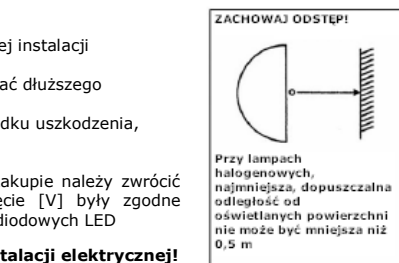 ej instalacji
ać dłuższego
dku uszkodzenia,
akupie należy zwrócić
ęcie [V] były zgodne
diodowych LED
stalacji elektrycznej!
ZACHOWAJ ODSTĘP!
Przy lampach
halogenowych,
najmniejsza, dopuszczalna
odległość od
oświetlanych powierzchni
nie może być mniejsza niż
0,5 m